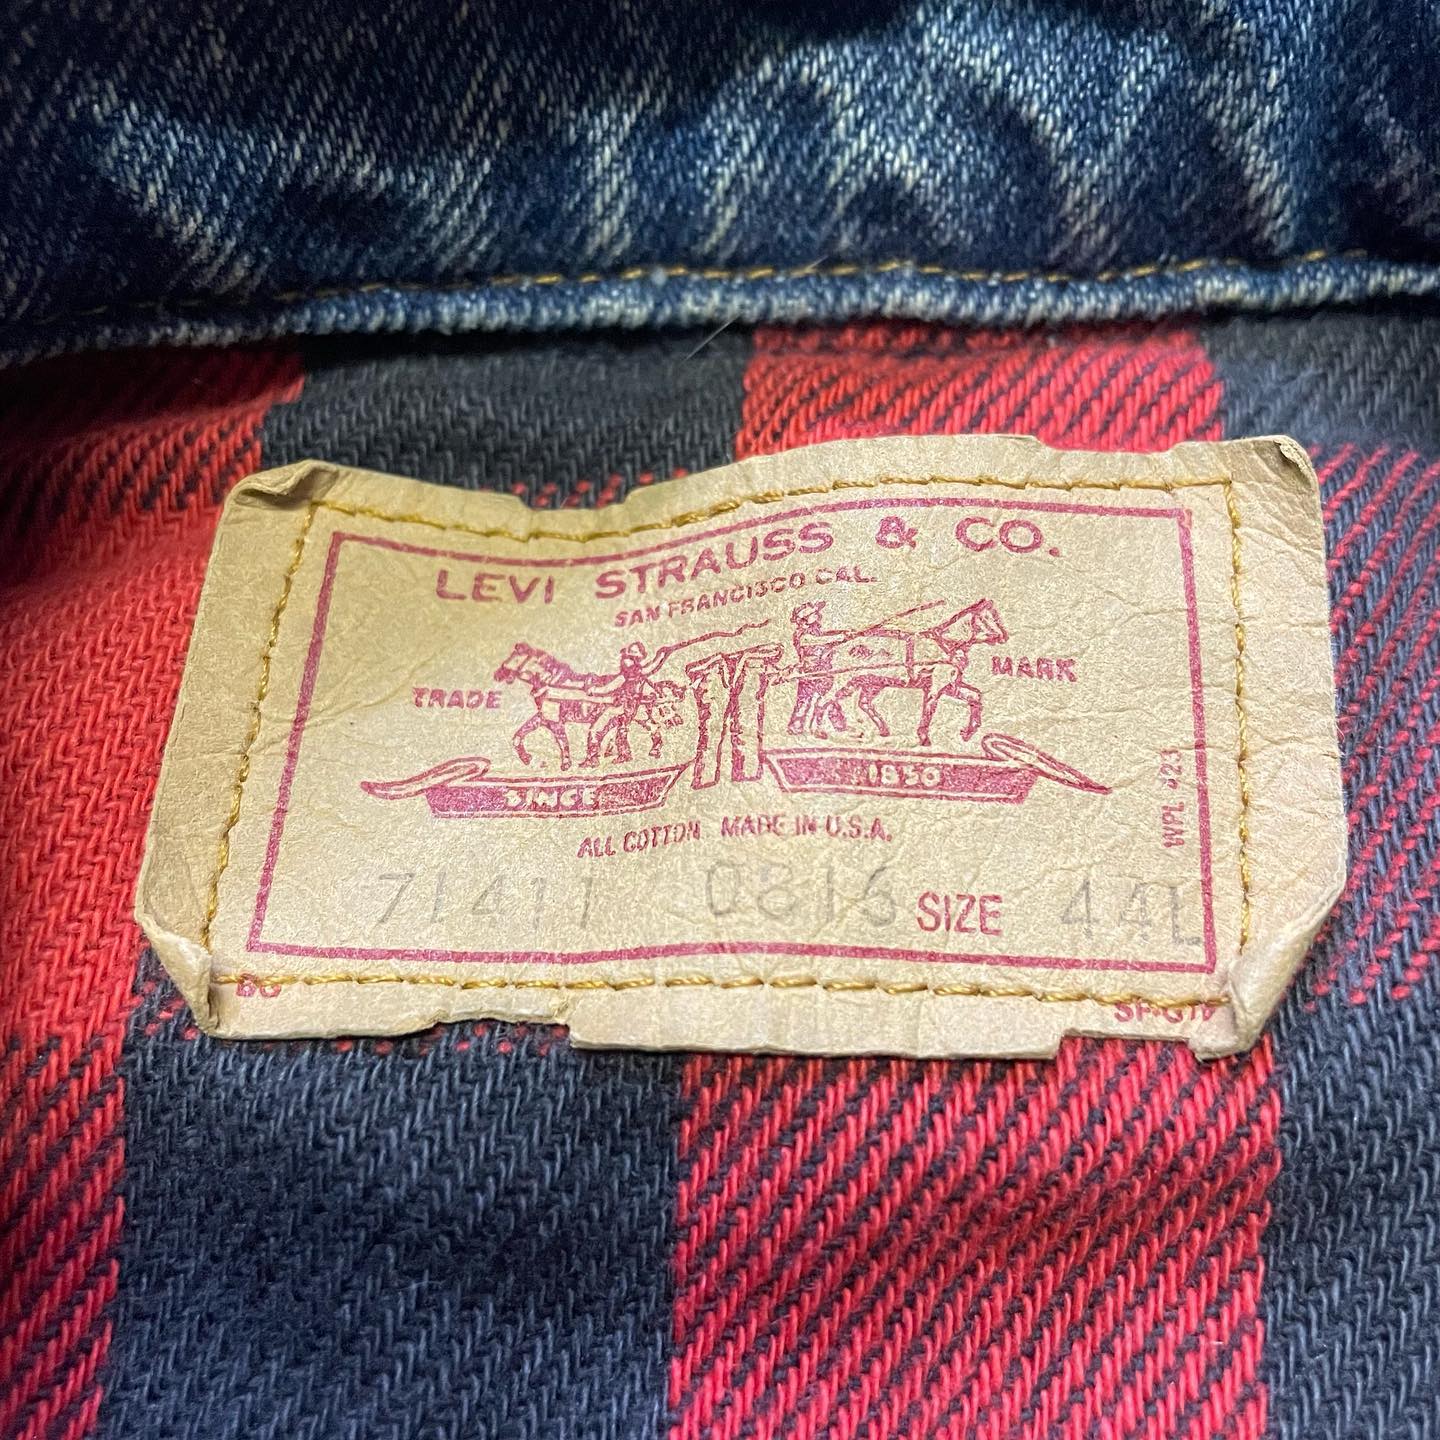 LEVI STRAUSS & CO.
SAN FRANCISCO CAL.
TRADE MARK
SINCE 1850
ALL COTTON MADE IN U.S.A.
71411 0816 SIZE 44L
WPL 423